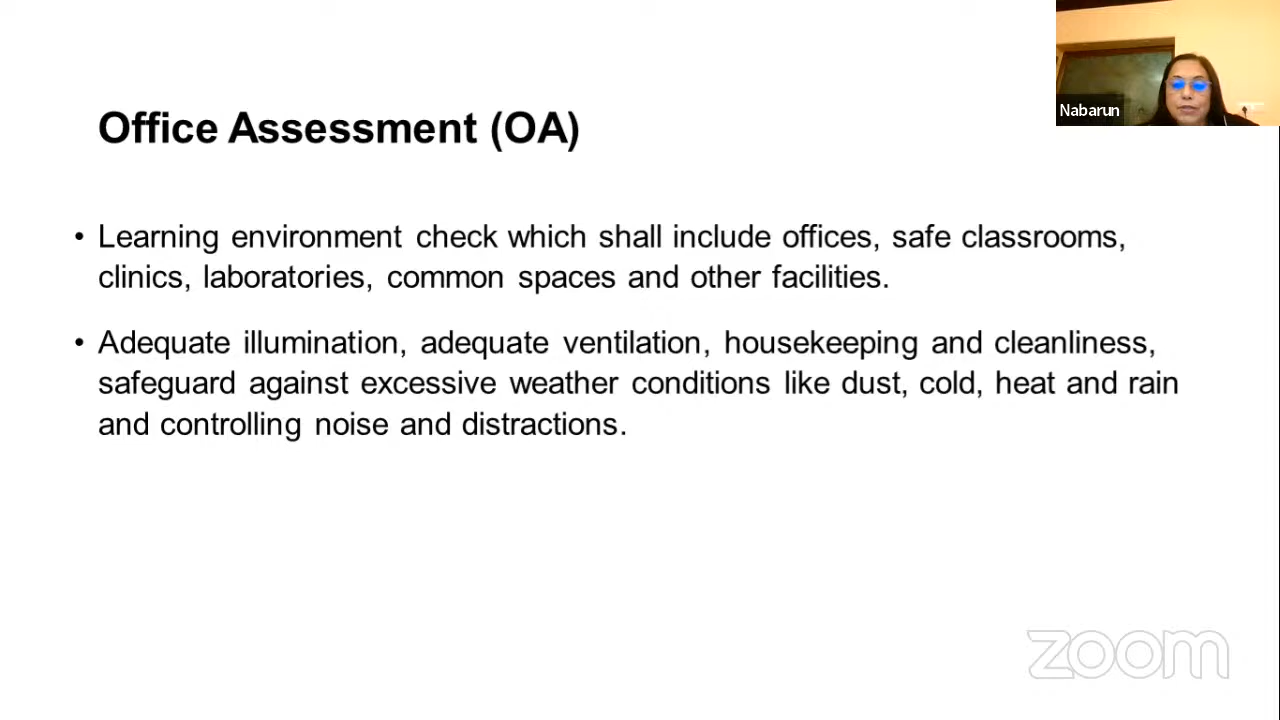 Nabarun
Office Assessment (OA)
• Learning environment check which shall include offices, safe classrooms,
clinics, laboratories, common spaces and other facilities.
• Adequate illumination, adequate ventilation, housekeeping and cleanliness,
safeguard against excessive weather conditions like dust, cold, heat and rain
and controlling noise and distractions.
zoom